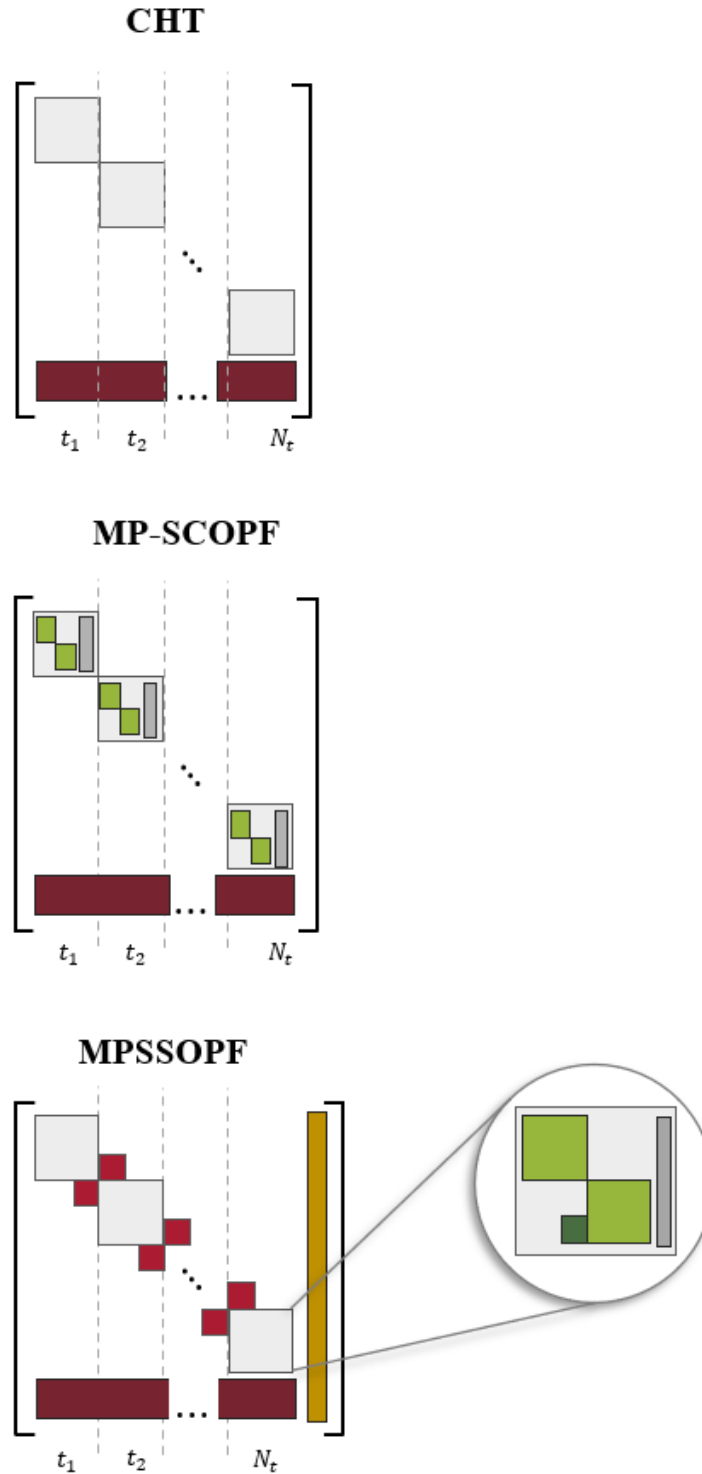 CHT
...
t₁ t₂ Nₜ
MP-SCOPF
...
t₁ t₂ Nₜ
MPSSOPF
...
t₁ t₂ Nₜ